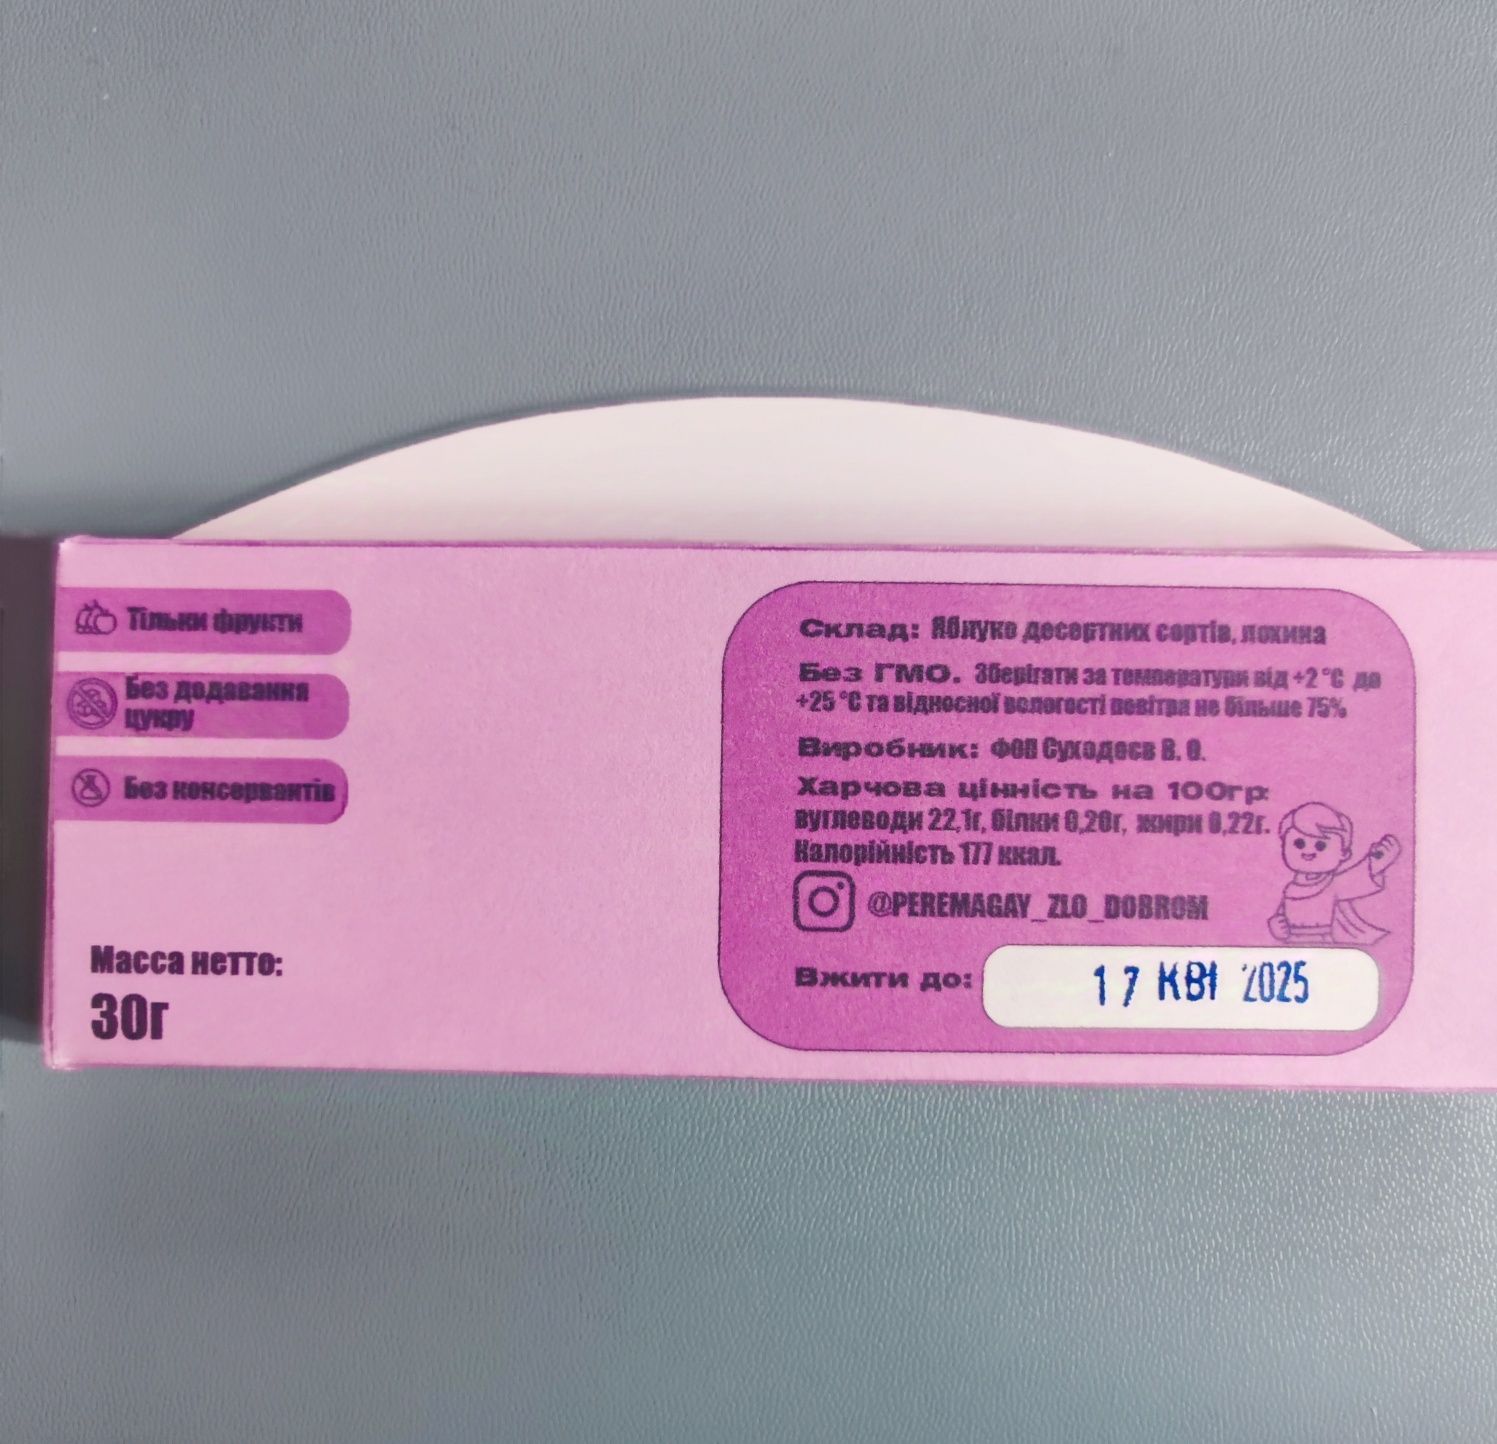 Тільки фрукти
Без додавання
цукру
Без консервантів
Масса нетто:
30г
Склад: Яблуко десертних сортів, лохина
Без ГМО. Зберігати за температури від +2 °C до
+25 °C та відносної вологості повітря не більше 75%
Виробник: ФОП Суходоєв В. О.
Харчова цінність на 100гр:
вуглеводи 22,1г, білки 0,20г, жири 0,22г.
Калорійність 177 ккал.
@PEREMAGAY_ZLO_DOBROM
Вжити до: 17 КВІ 2025